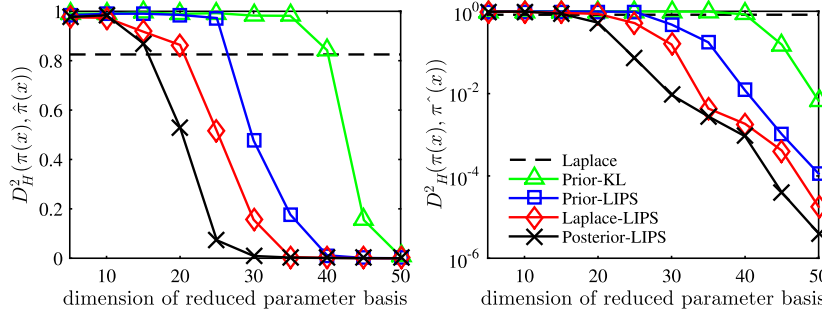 1
0.8
0.6
0.4
0.2
0
10 20 30 40 50
D²_H(π(x), π̂(x))
dimension of reduced parameter basis
10⁰
10⁻²
10⁻⁴
10⁻⁶
10 20 30 40 50
D²_H(π(x), πˆ(x))
dimension of reduced parameter basis
Laplace
Prior-KL
Prior-LIPS
Laplace-LIPS
Posterior-LIPS